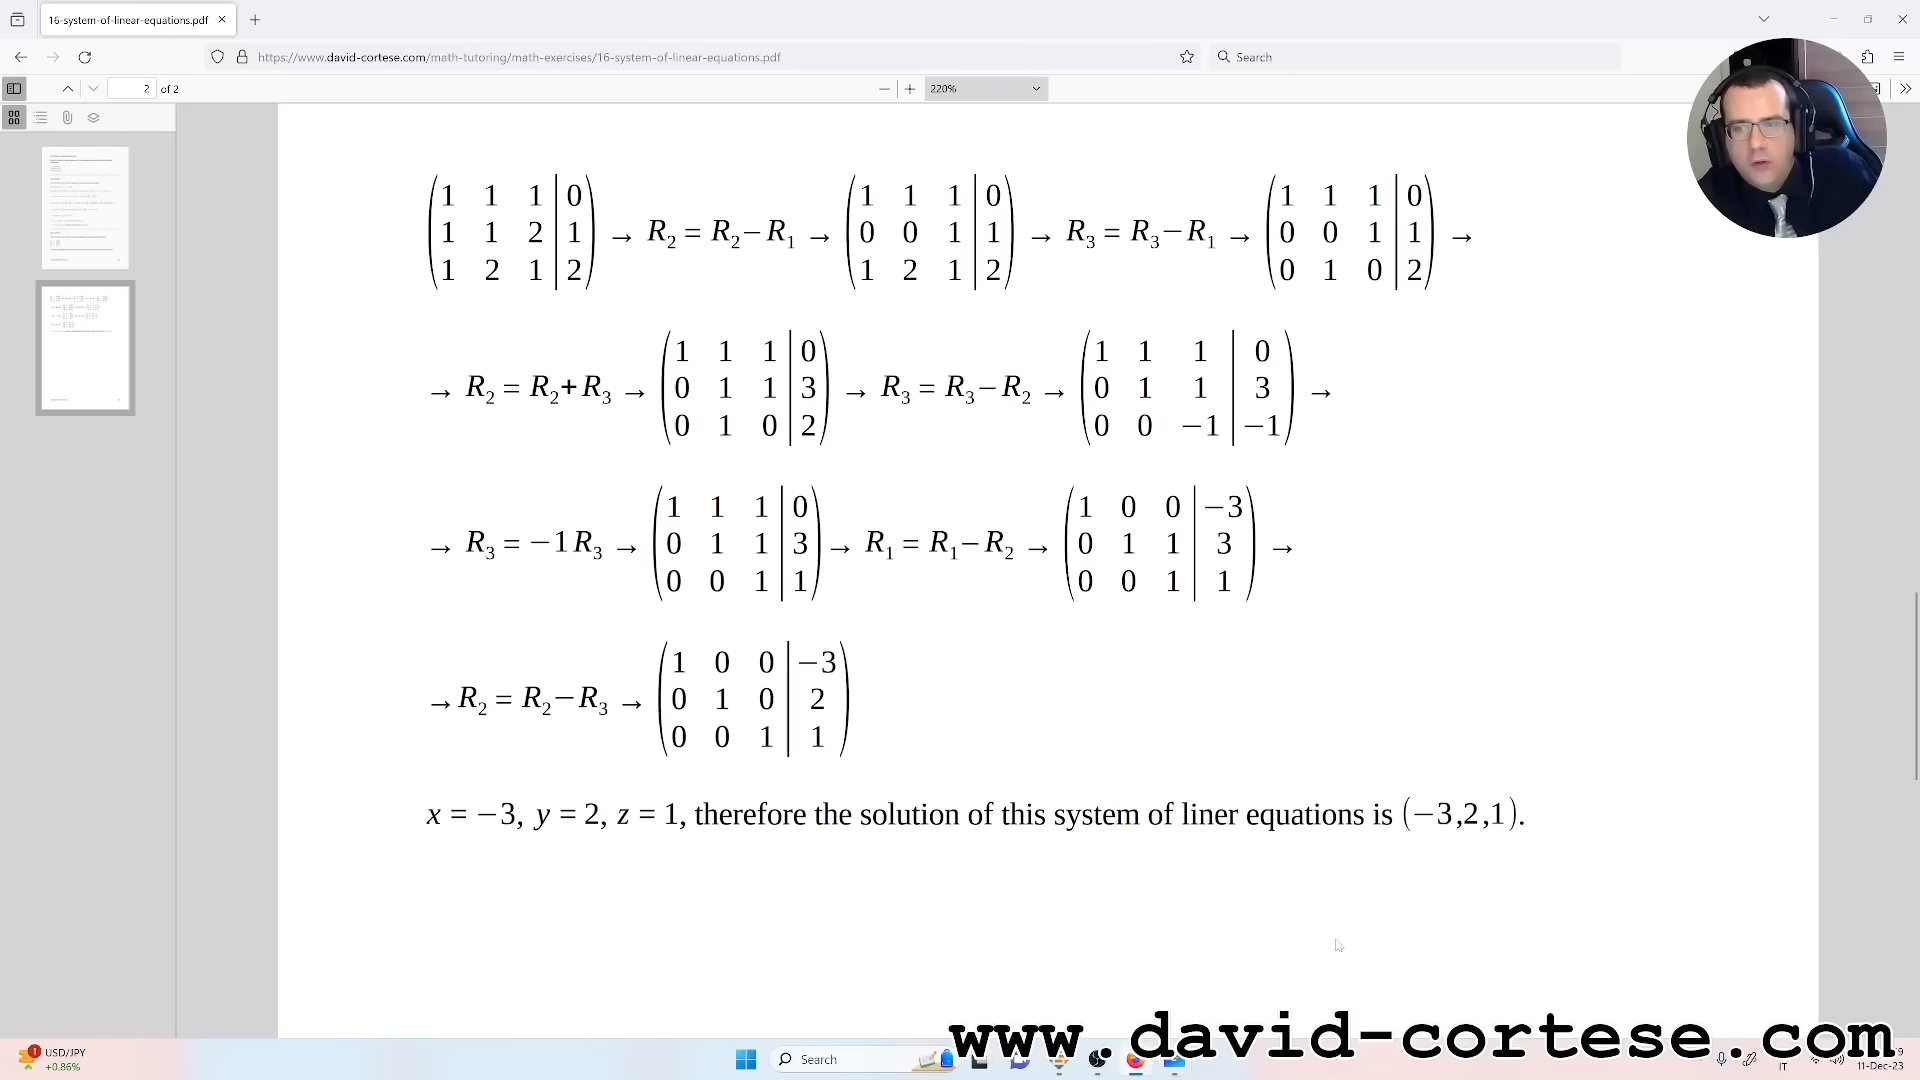 16-system-of-linear-equations.pdf
https://www.david-cortese.com/math-tutoring/math-exercises/16-system-of-linear-equations.pdf
Search
2 of 2
220%
(1 1 1 | 0) (1 1 1 | 0) (1 1 1 | 0)
(1 1 2 | 1) → R2 = R2−R1 → (0 0 1 | 1) → R3 = R3−R1 → (0 0 1 | 1) →
(1 2 1 | 2) (1 2 1 | 2) (0 1 0 | 2)
(1 1 1 | 0) (1 1 1 | 0)
→ R2 = R2+R3 → (0 1 1 | 3) → R3 = R3−R2 → (0 1 1 | 3) →
(0 1 0 | 2) (0 0 −1 | −1)
(1 1 1 | 0) (1 0 0 | −3)
→ R3 = −1 R3 → (0 1 1 | 3) → R1 = R1−R2 → (0 1 1 | 3) →
(0 0 1 | 1) (0 0 1 | 1)
(1 0 0 | −3)
→ R2 = R2−R3 → (0 1 0 | 2)
(0 0 1 | 1)
x = −3, y = 2, z = 1, therefore the solution of this system of liner equations is (−3,2,1).
www.david-cortese.com
1
USD/JPY
+0.86%
Search
IT
11-Dec-23